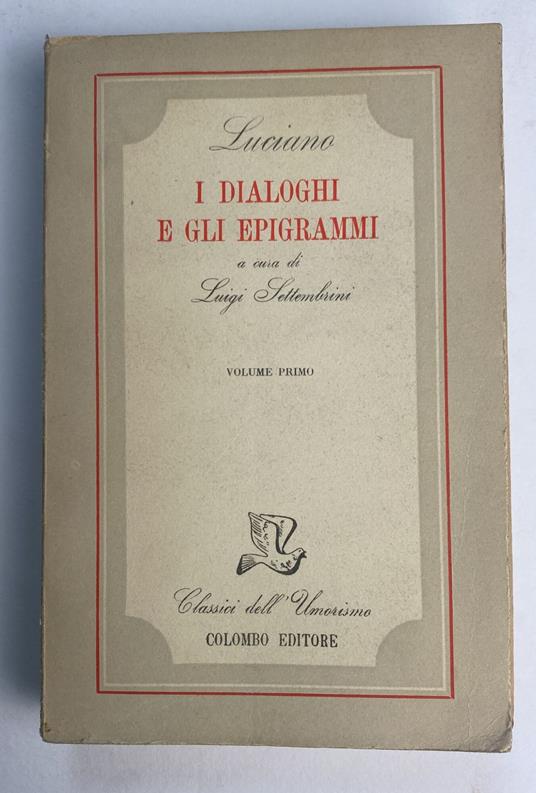 Luciano
I DIALOGHI
E GLI EPIGRAMMI
a cura di
Luigi Settembrini
VOLUME PRIMO
Classici dell'Umorismo
COLOMBO EDITORE